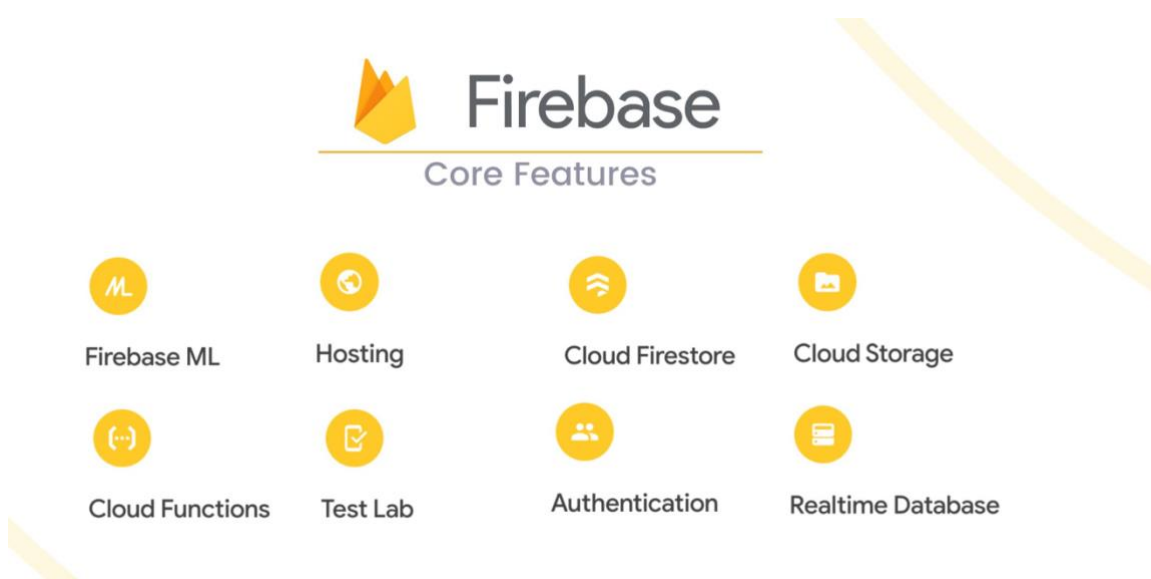 Firebase
Core Features
Firebase ML
Hosting
Cloud Firestore
Cloud Storage
Cloud Functions
Test Lab
Authentication
Realtime Database